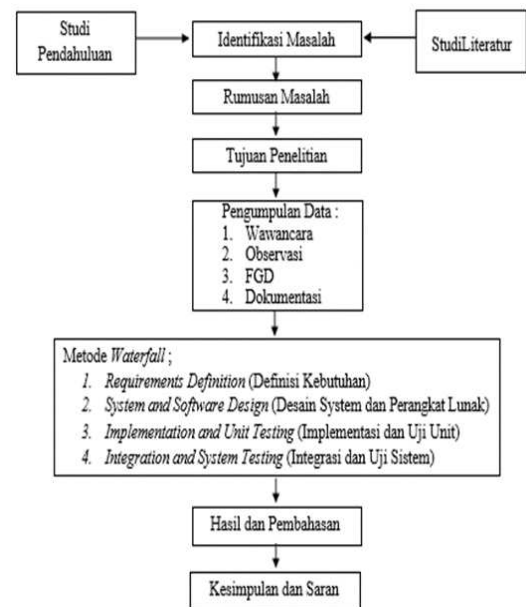 Studi
Pendahuluan
Identifikasi Masalah
StudiLiteratur
Rumusan Masalah
Tujuan Penelitian
Pengumpulan Data :
1. Wawancara
2. Observasi
3. FGD
4. Dokumentasi
Metode Waterfall ;
1. Requirements Definition (Definisi Kebutuhan)
2. System and Software Design (Desain System dan Perangkat Lunak)
3. Implementation and Unit Testing (Implementasi dan Uji Unit)
4. Integration and System Testing (Integrasi dan Uji Sistem)
Hasil dan Pembahasan
Kesimpulan dan Saran